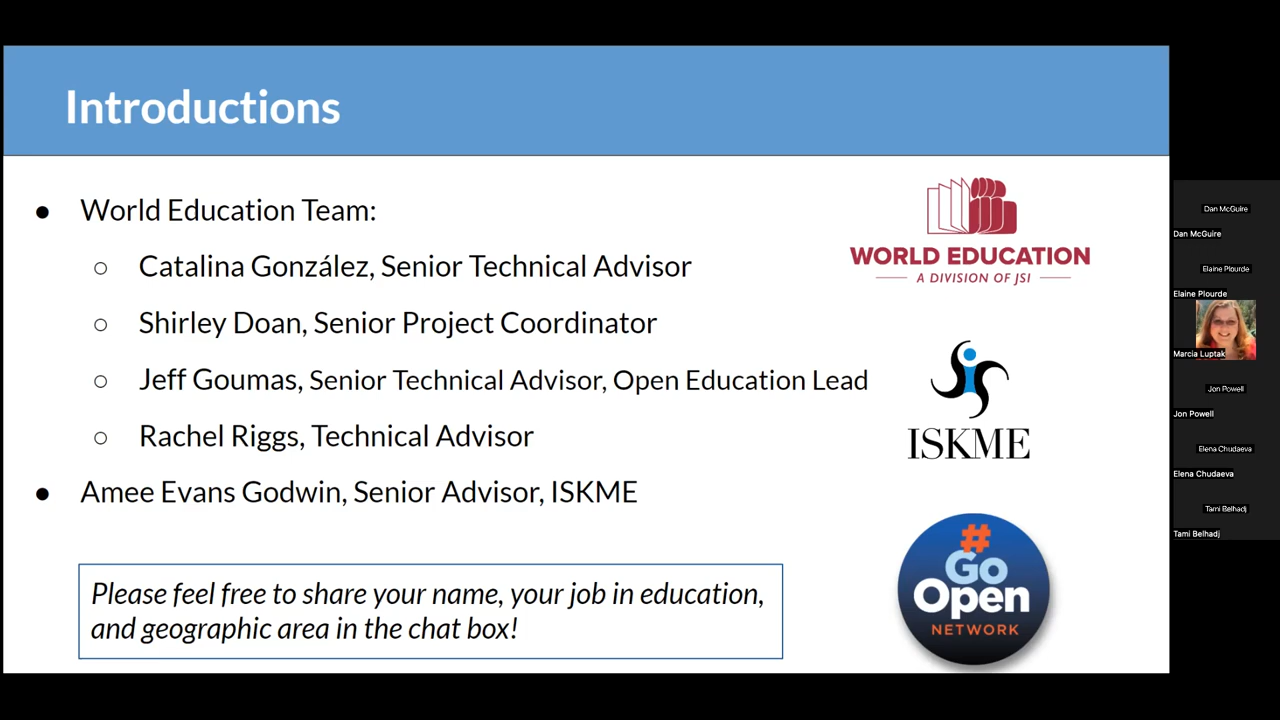 Introductions
● World Education Team:
○ Catalina González, Senior Technical Advisor
○ Shirley Doan, Senior Project Coordinator
○ Jeff Goumas, Senior Technical Advisor, Open Education Lead
○ Rachel Riggs, Technical Advisor
● Amee Evans Godwin, Senior Advisor, ISKME
Please feel free to share your name, your job in education,
and geographic area in the chat box!
WORLD EDUCATION
A DIVISION OF JSI
ISKME
#
Go
Open
NETWORK
Dan McGuire
Dan McGuire
Elaine Plourde
Elaine Plourde
Marcia Luptak
Jon Powell
Jon Powell
Elena Chudaeva
Elena Chudaeva
Tami Belhadj
Tami Belhadj